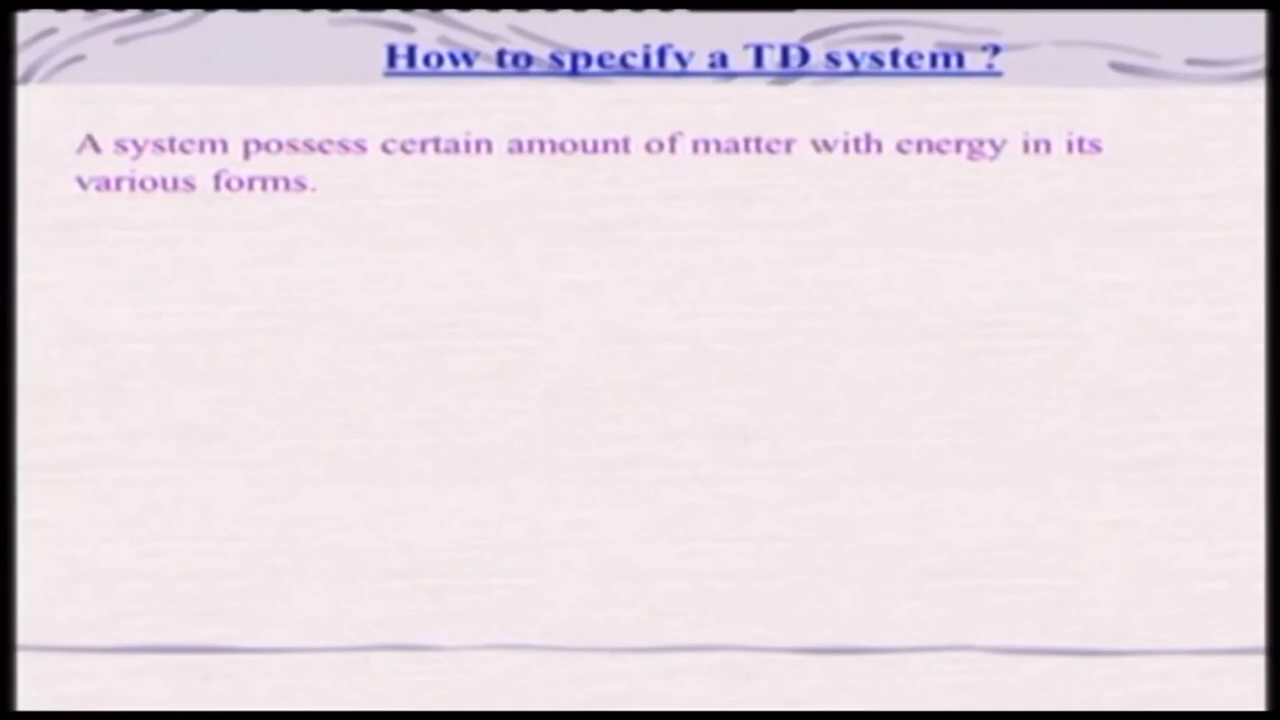 How to specify a TD system ?
A system possess certain amount of matter with energy in its
various forms.